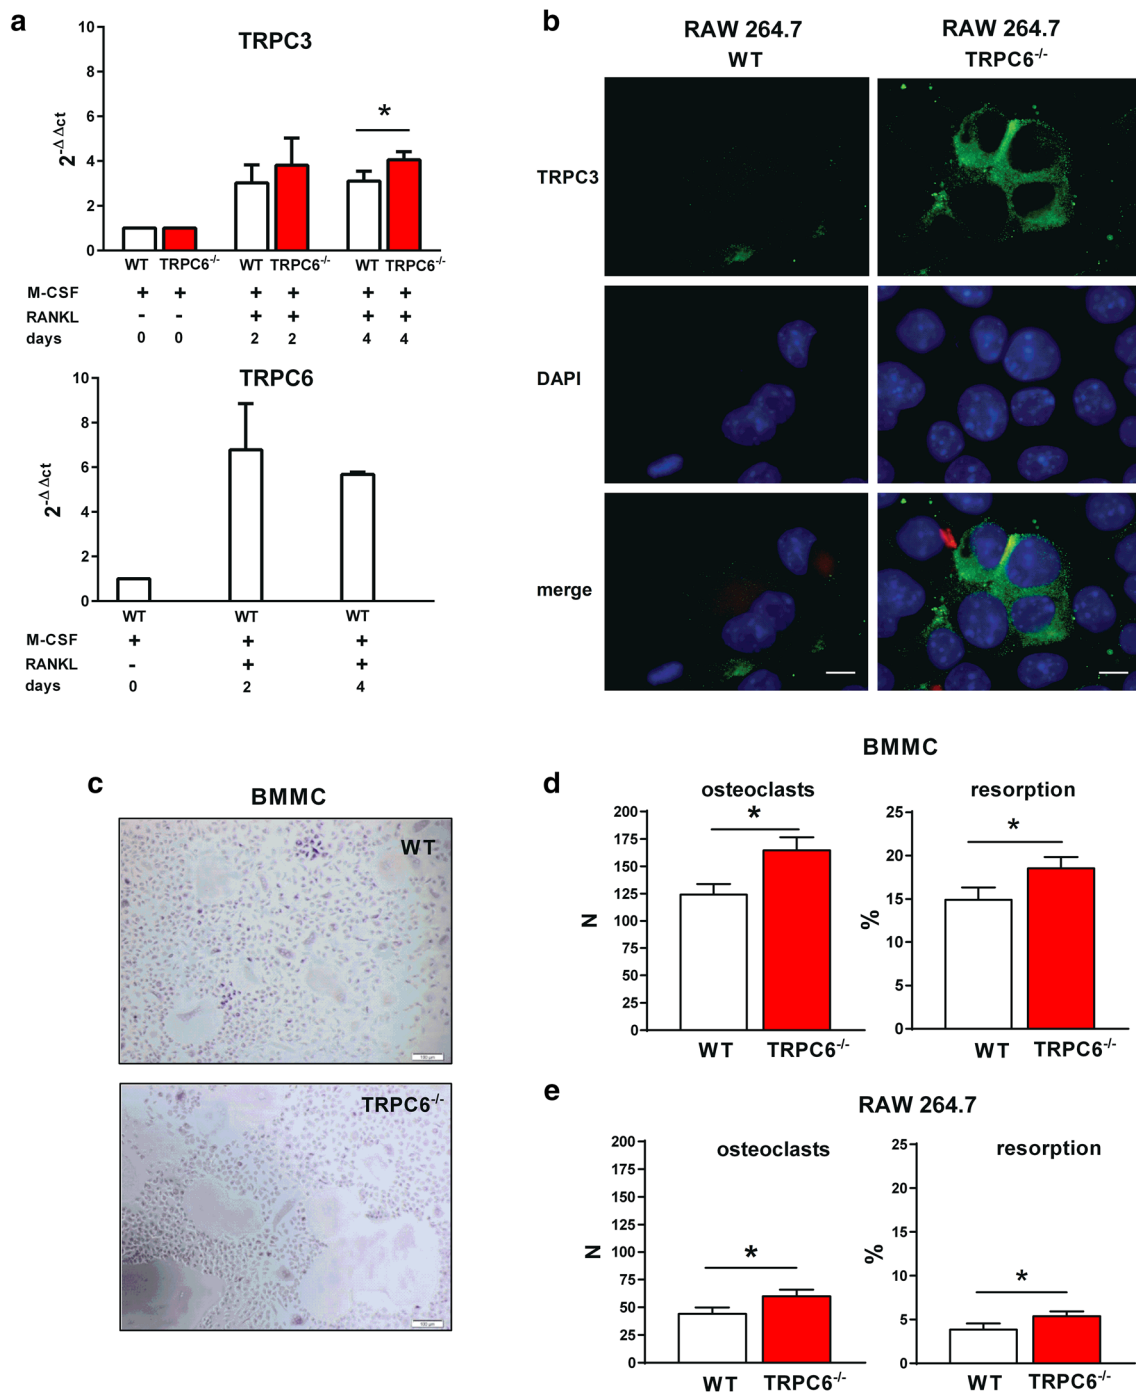 a
TRPC3
2-ΔΔct
10
8
6
4
2
0
*
WT TRPC6-/- WT TRPC6-/- WT TRPC6-/-
M-CSF + + + + + +
RANKL - - + + + +
days 0 0 2 2 4 4
TRPC6
2-ΔΔct
10
8
6
4
2
0
WT WT WT
M-CSF + + +
RANKL - + +
days 0 2 4
b
RAW 264.7 RAW 264.7
WT TRPC6-/-
TRPC3
DAPI
merge
c
BMMC
WT
100 µm
TRPC6-/-
100 µm
BMMC
d
osteoclasts
N
200
175
150
125
100
75
50
25
0
*
WT TRPC6-/-
resorption
%
25
20
15
10
5
0
*
WT TRPC6-/-
e
RAW 264.7
osteoclasts
N
200
175
150
125
100
75
50
25
0
*
WT TRPC6-/-
resorption
%
25
20
15
10
5
0
*
WT TRPC6-/-